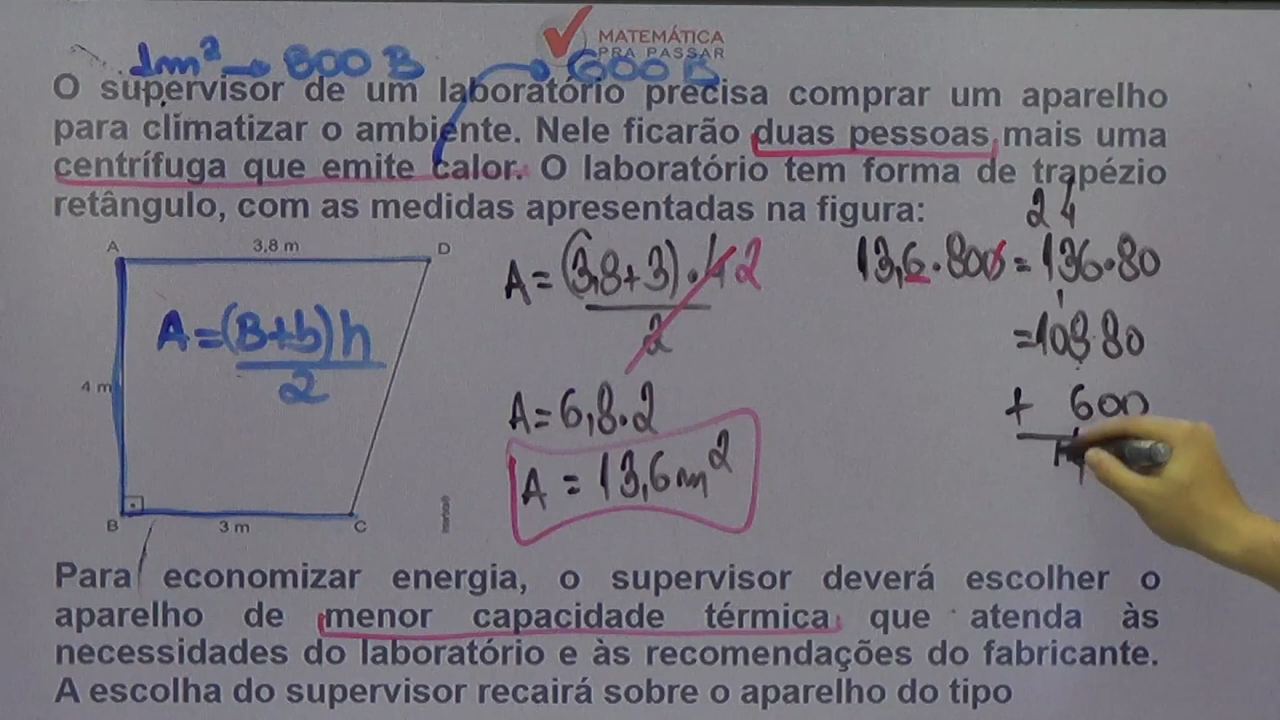 MATEMÁTICA
PRA PASSAR
1m² → 800 B
600 B
O supervisor de um laboratório precisa comprar um aparelho
para climatizar o ambiente. Nele ficarão duas pessoas, mais uma
centrífuga que emite calor. O laboratório tem forma de trapézio
retângulo, com as medidas apresentadas na figura:
A 3,8 m D
4 m
B 3 m C
A = (B+b)h
2
A = (3,8+3) . 4 2
2
A = 6,8 . 2
A = 13,6 m²
2 4
13,6 . 800 = 136 . 80
1
= 10880
+ 600
Para economizar energia, o supervisor deverá escolher o
aparelho de menor capacidade térmica que atenda às
necessidades do laboratório e às recomendações do fabricante.
A escolha do supervisor recairá sobre o aparelho do tipo